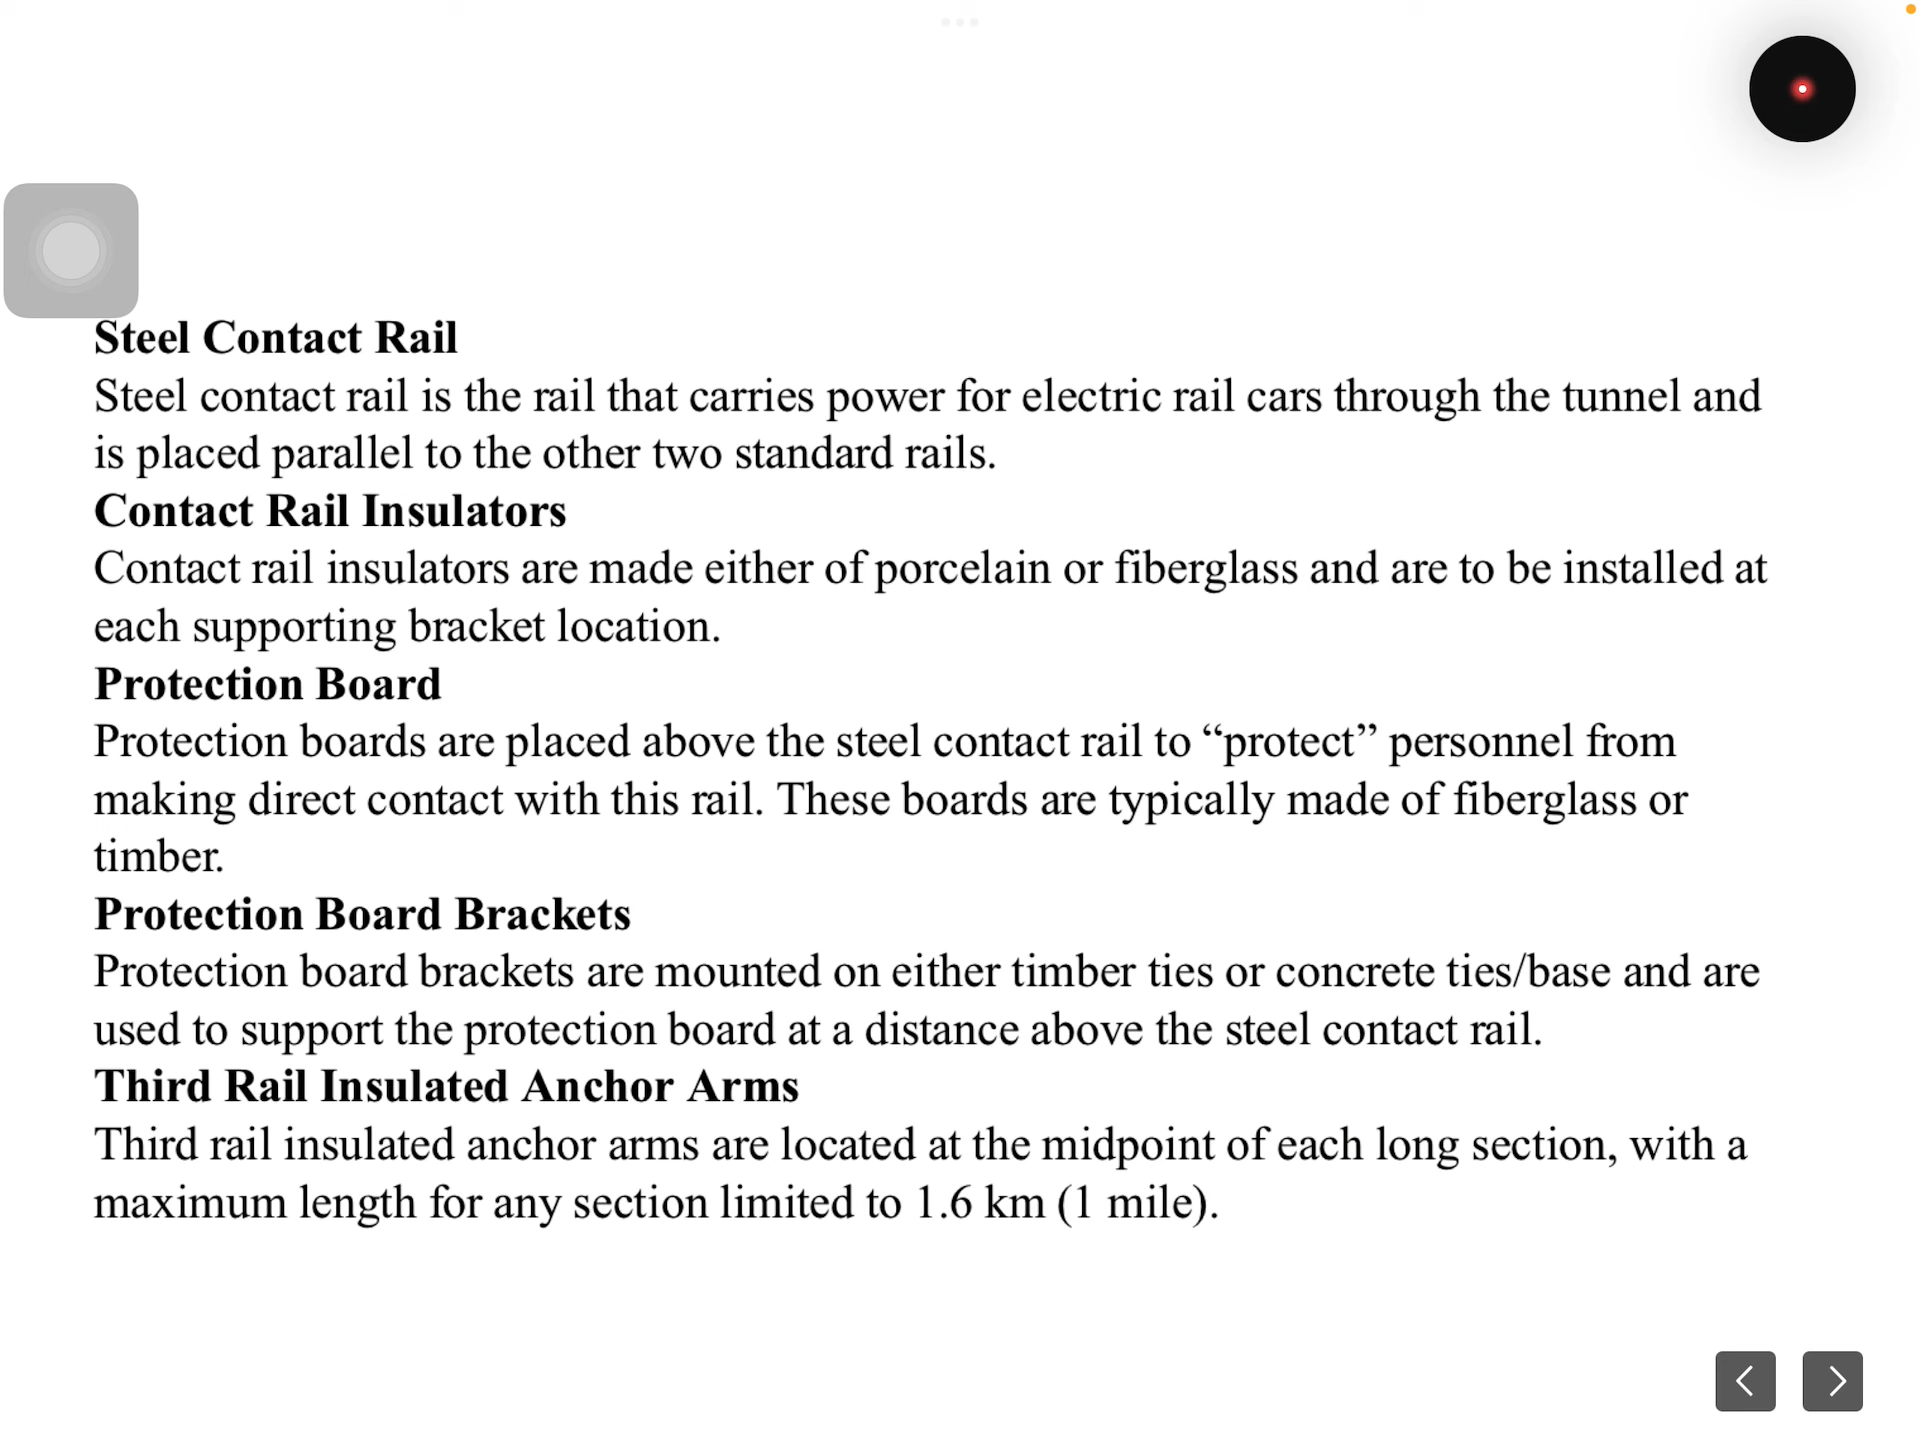 Steel Contact Rail
Steel contact rail is the rail that carries power for electric rail cars through the tunnel and
is placed parallel to the other two standard rails.
Contact Rail Insulators
Contact rail insulators are made either of porcelain or fiberglass and are to be installed at
each supporting bracket location.
Protection Board
Protection boards are placed above the steel contact rail to “protect” personnel from
making direct contact with this rail. These boards are typically made of fiberglass or
timber.
Protection Board Brackets
Protection board brackets are mounted on either timber ties or concrete ties/base and are
used to support the protection board at a distance above the steel contact rail.
Third Rail Insulated Anchor Arms
Third rail insulated anchor arms are located at the midpoint of each long section, with a
maximum length for any section limited to 1.6 km (1 mile).